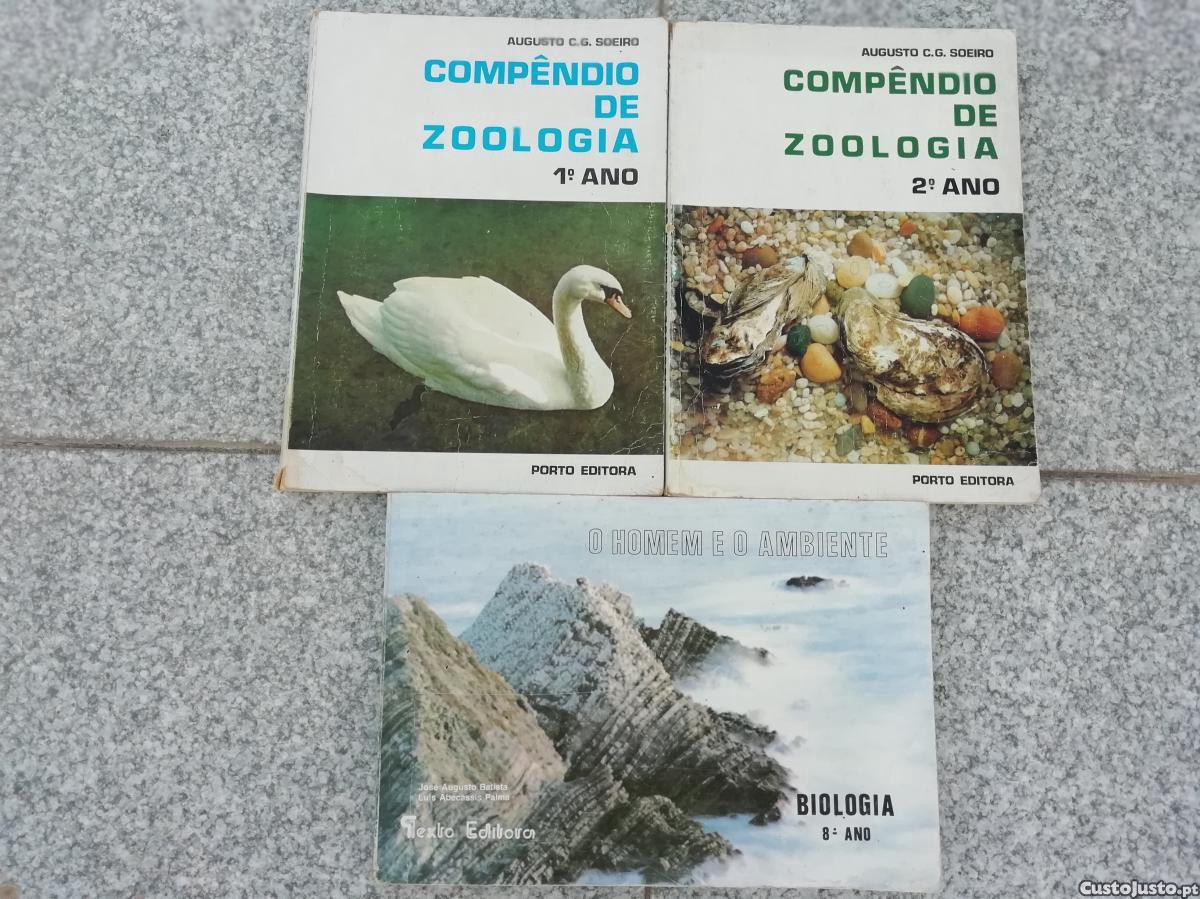 AUGUSTO C.G. SOEIRO
COMPÊNDIO
DE
ZOOLOGIA
1º ANO
PORTO EDITORA
AUGUSTO C.G. SOEIRO
COMPÊNDIO
DE
ZOOLOGIA
2º ANO
PORTO EDITORA
O HOMEM E O AMBIENTE
José Augusto Batista
Luís Abecassis Palma
Texto Editora
BIOLOGIA
8º ANO
CustoJusto.pt